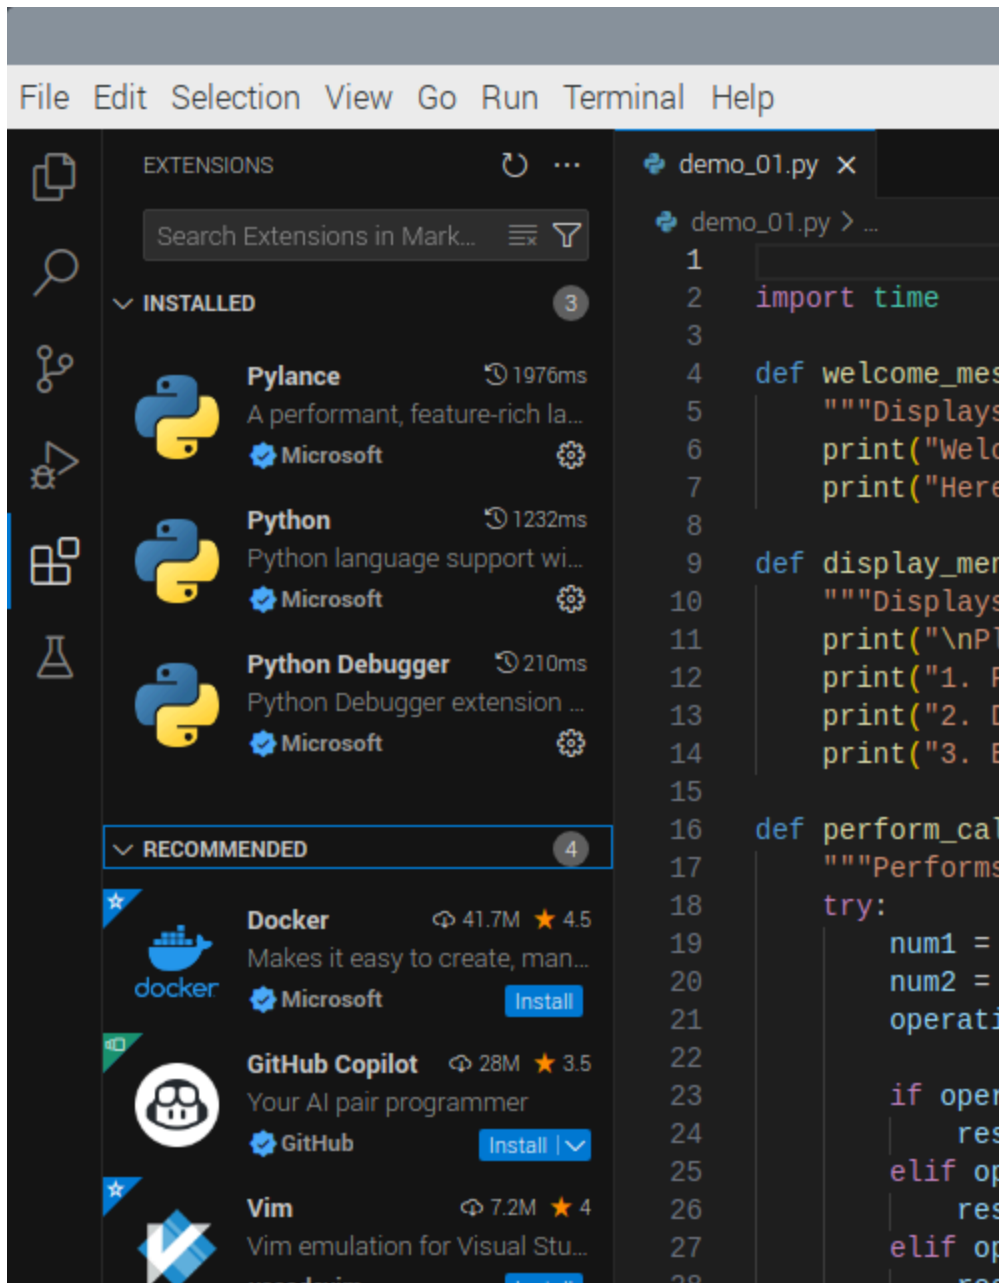 File Edit Selection View Go Run Terminal Help
EXTENSIONS
Search Extensions in Mark...
INSTALLED 3
Pylance 1976ms
A performant, feature-rich la...
Microsoft
Python 1232ms
Python language support wi...
Microsoft
Python Debugger 210ms
Python Debugger extension ...
Microsoft
RECOMMENDED 4
docker
Docker 41.7M 4.5
Makes it easy to create, man...
Microsoft Install
GitHub Copilot 28M 3.5
Your AI pair programmer
GitHub Install
Vim 7.2M 4
Vim emulation for Visual Stu...
demo_01.py
demo_01.py > ...
1
2 import time
3
4 def welcome_mes
5 """Displays
6 print("Welc
7 print("Here
8
9 def display_men
10 """Displays
11 print("\nPl
12 print("1. P
13 print("2. D
14 print("3. E
15
16 def perform_cal
17 """Performs
18 try:
19 num1 =
20 num2 =
21 operati
22
23 if oper
24 res
25 elif op
26 res
27 elif op